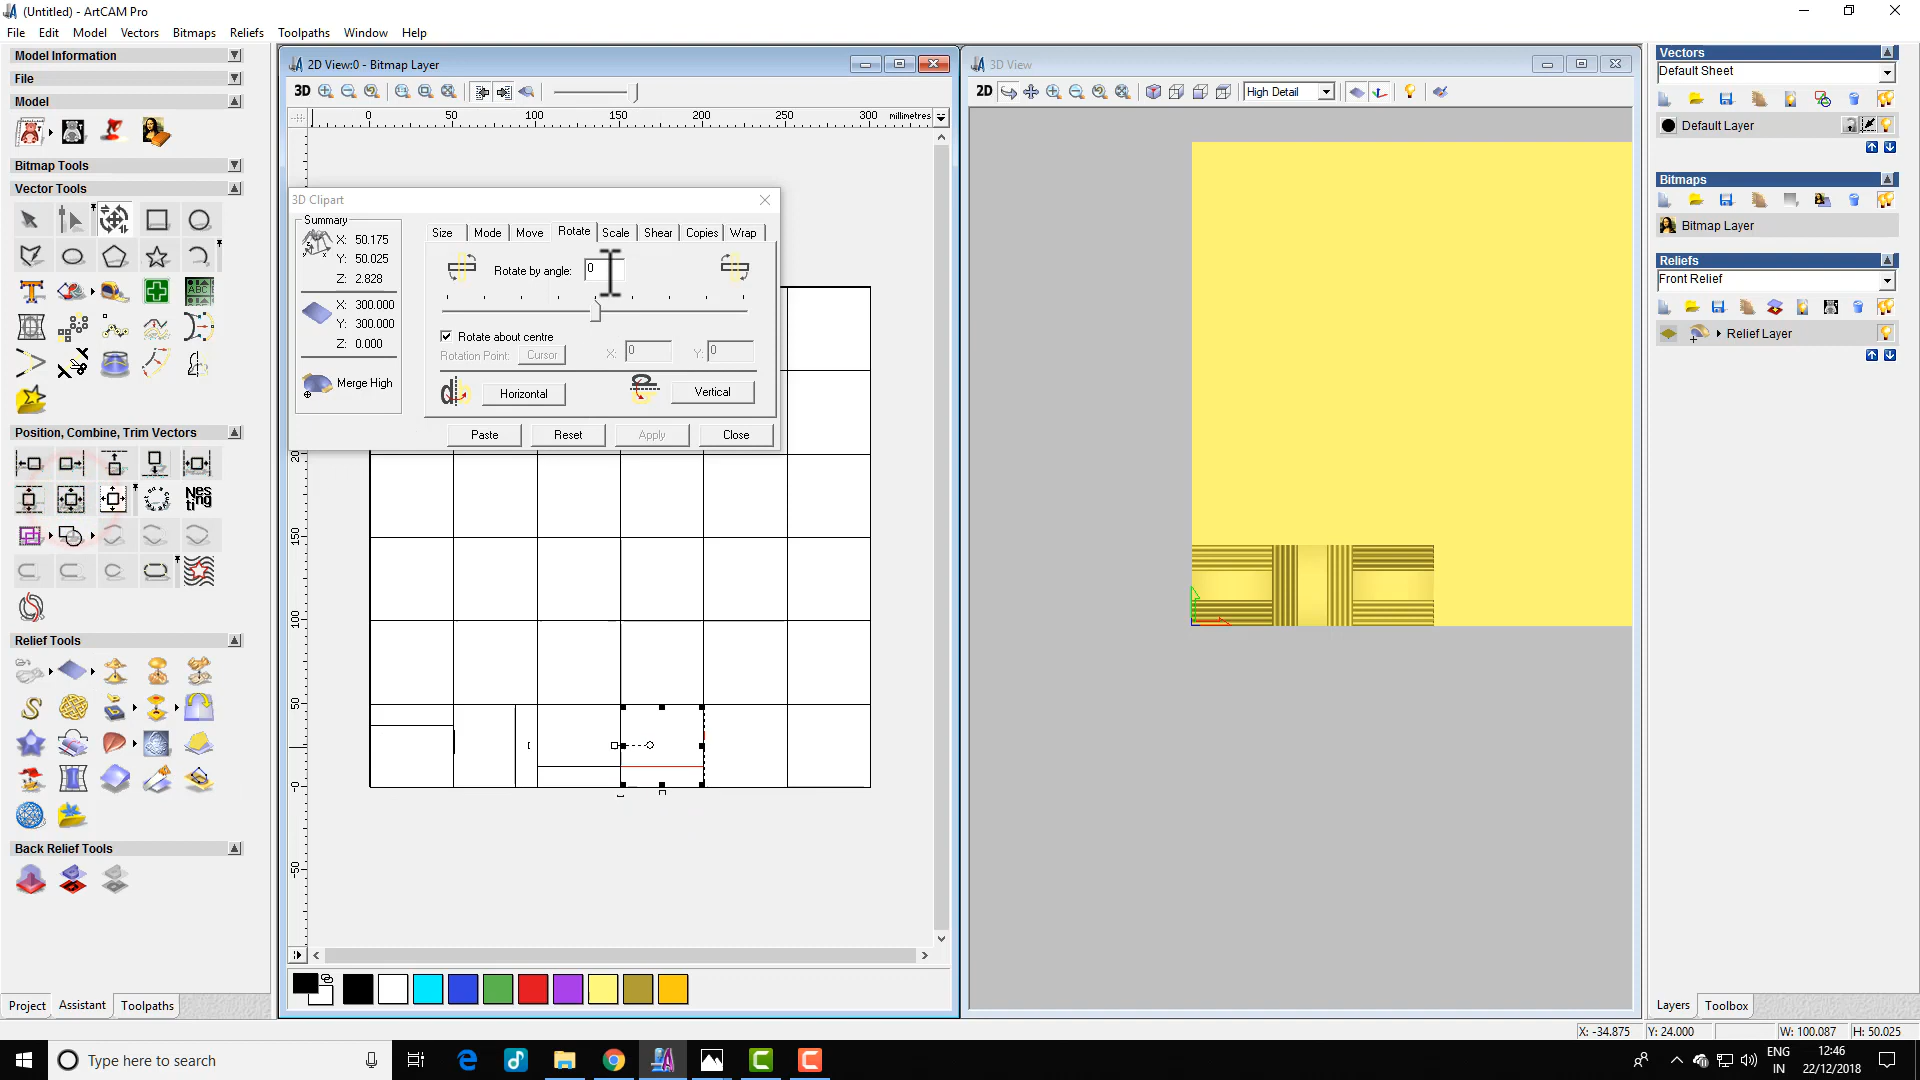 (Untitled) - ArtCAM Pro
File Edit Model Vectors Bitmaps Reliefs Toolpaths Window Help
Model Information
File
Model
Bitmap Tools
Vector Tools
Position, Combine, Trim Vectors
Nes
ting
Relief Tools
Back Relief Tools
Project Assistant Toolpaths
2D View:0 - Bitmap Layer
3D
0 50 100 150 200 250 300 millimetres
3D Clipart
Summary
X: 50.175
Y: 50.025
Z: 2.828
X: 300.000
Y: 300.000
Z: 0.000
Merge High
Size Mode Move Rotate Scale Shear Copies Wrap
Rotate by angle: 0
Rotate about centre
Rotation Point: Cursor X: 0 Y: 0
Horizontal Vertical
Paste Reset Apply Close
150
100
50
-0
-50
3D View
2D High Detail
Vectors
Default Sheet
Default Layer
Bitmaps
Bitmap Layer
Reliefs
Front Relief
Relief Layer
Layers Toolbox
X: -34.875 Y: 24.000 W: 100.087 H: 50.025
Type here to search
ENG
IN
12:46
22/12/2018